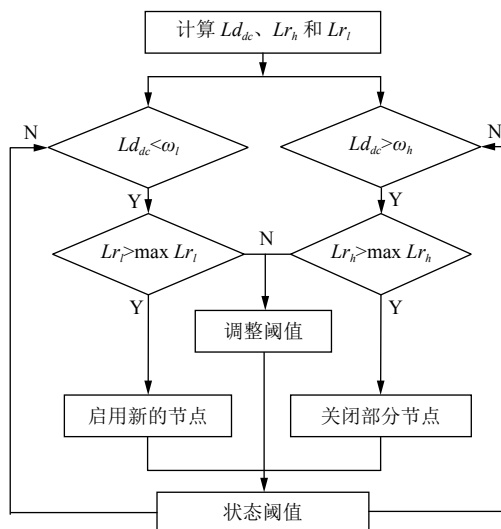 计算 Ld_dc、Lr_h 和 Lr_l
N
N
Ld_dc<ω_l
Ld_dc>ω_h
Y
Y
Lr_l>max Lr_l
N
Lr_h>max Lr_h
Y
Y
调整阈值
启用新的节点
关闭部分节点
状态阈值